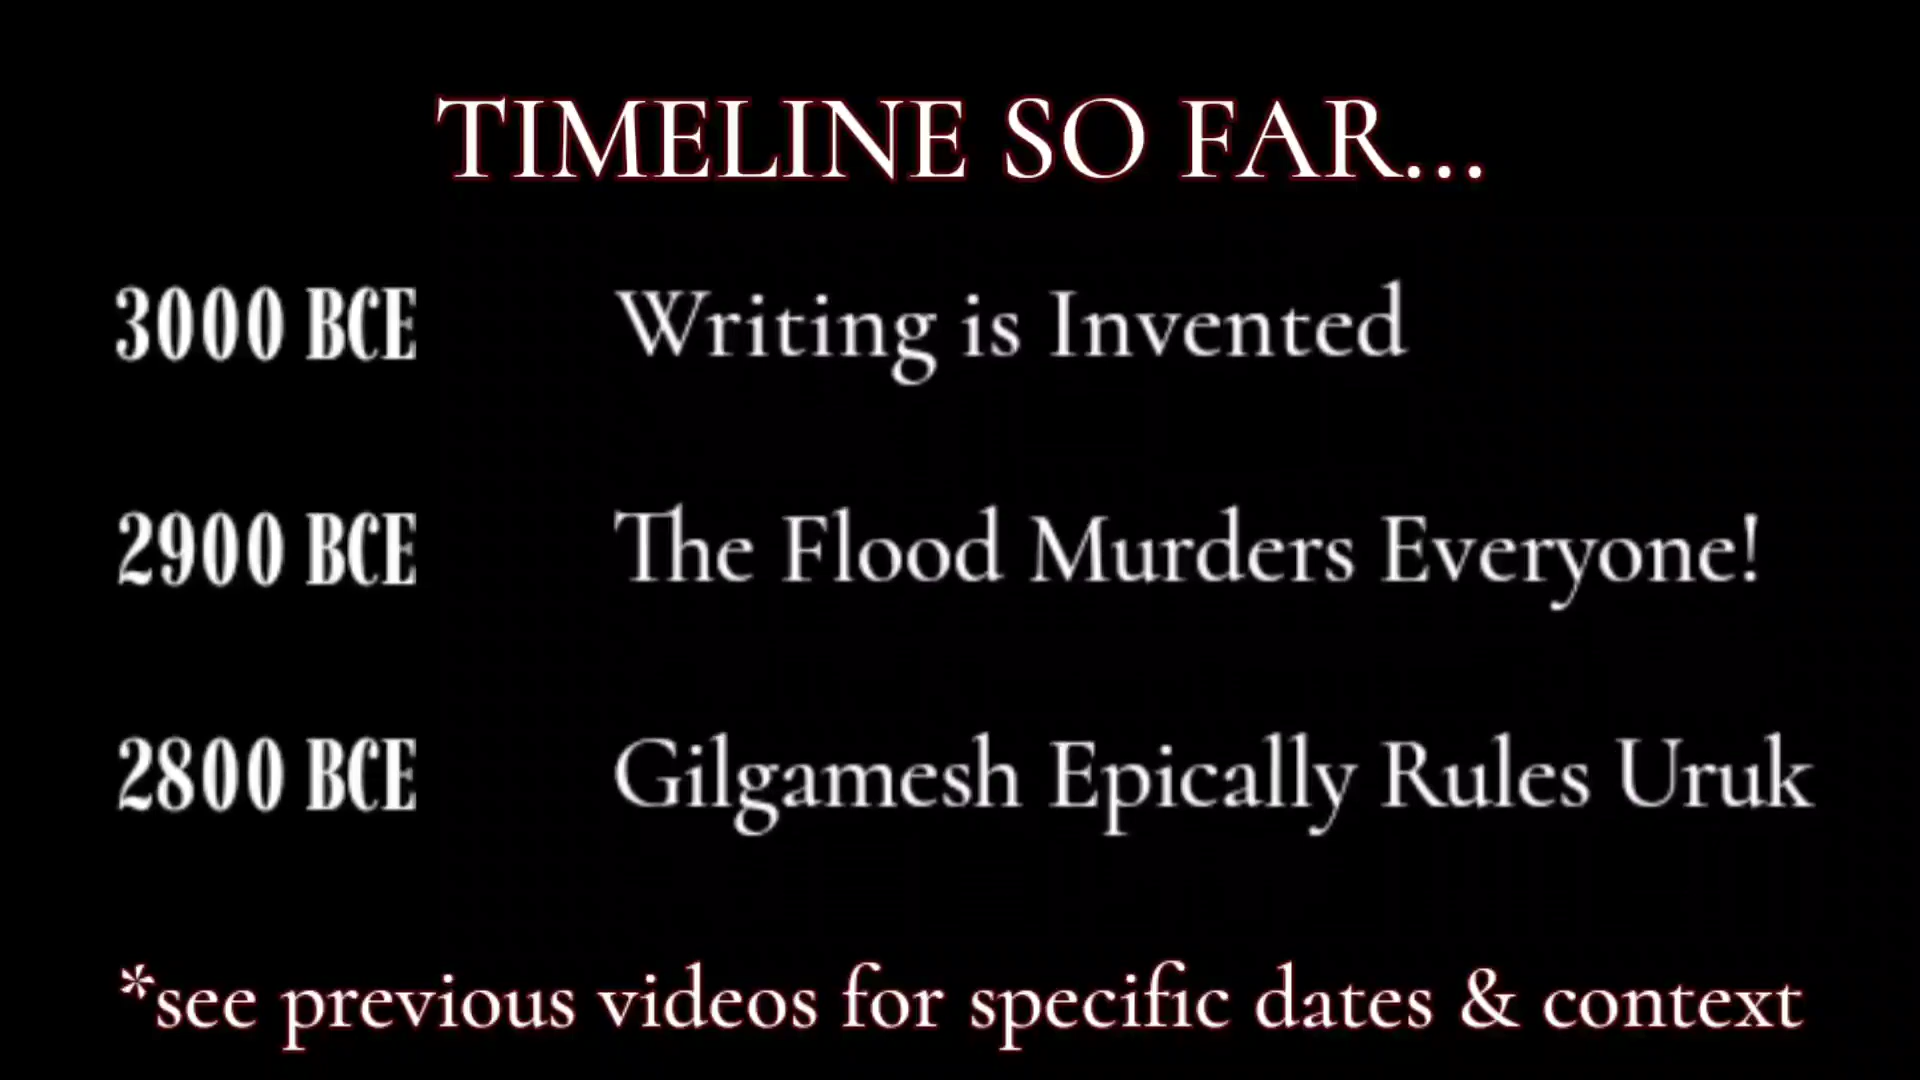 TIMELINE SO FAR...
3000 BCE Writing is Invented
2900 BCE The Flood Murders Everyone!
2800 BCE Gilgamesh Epically Rules Uruk
*see previous videos for specific dates & context